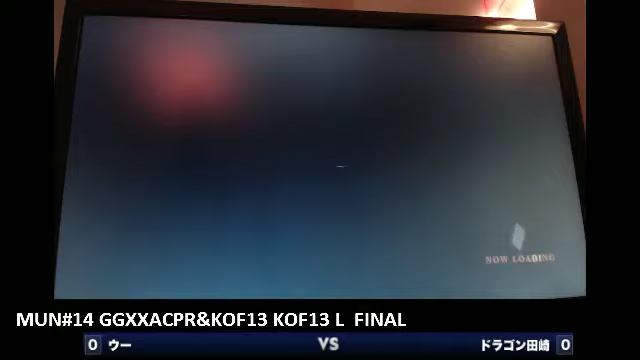 NOW LOADING
MUN#14 GGXXACPR&KOF13 KOF13 L FINAL
0 ウー VS ドラゴン田崎 0